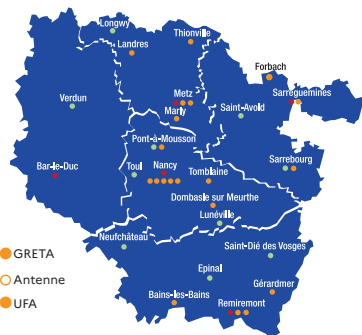 Longwy
Thionville
Landres
Forbach
Metz
Sarreguemines
Verdun
Marly
Saint-Avold
Pont-à-Mousson
Bar-le-Duc
Toul
Nancy
Tomblaine
Sarrebourg
Dombasle sur Meurthe
Lunéville
Neufchâteau
Saint-Dié des Vosges
GRETA
Epinal
Antenne
Gérardmer
Bains-les-Bains
UFA
Remiremont